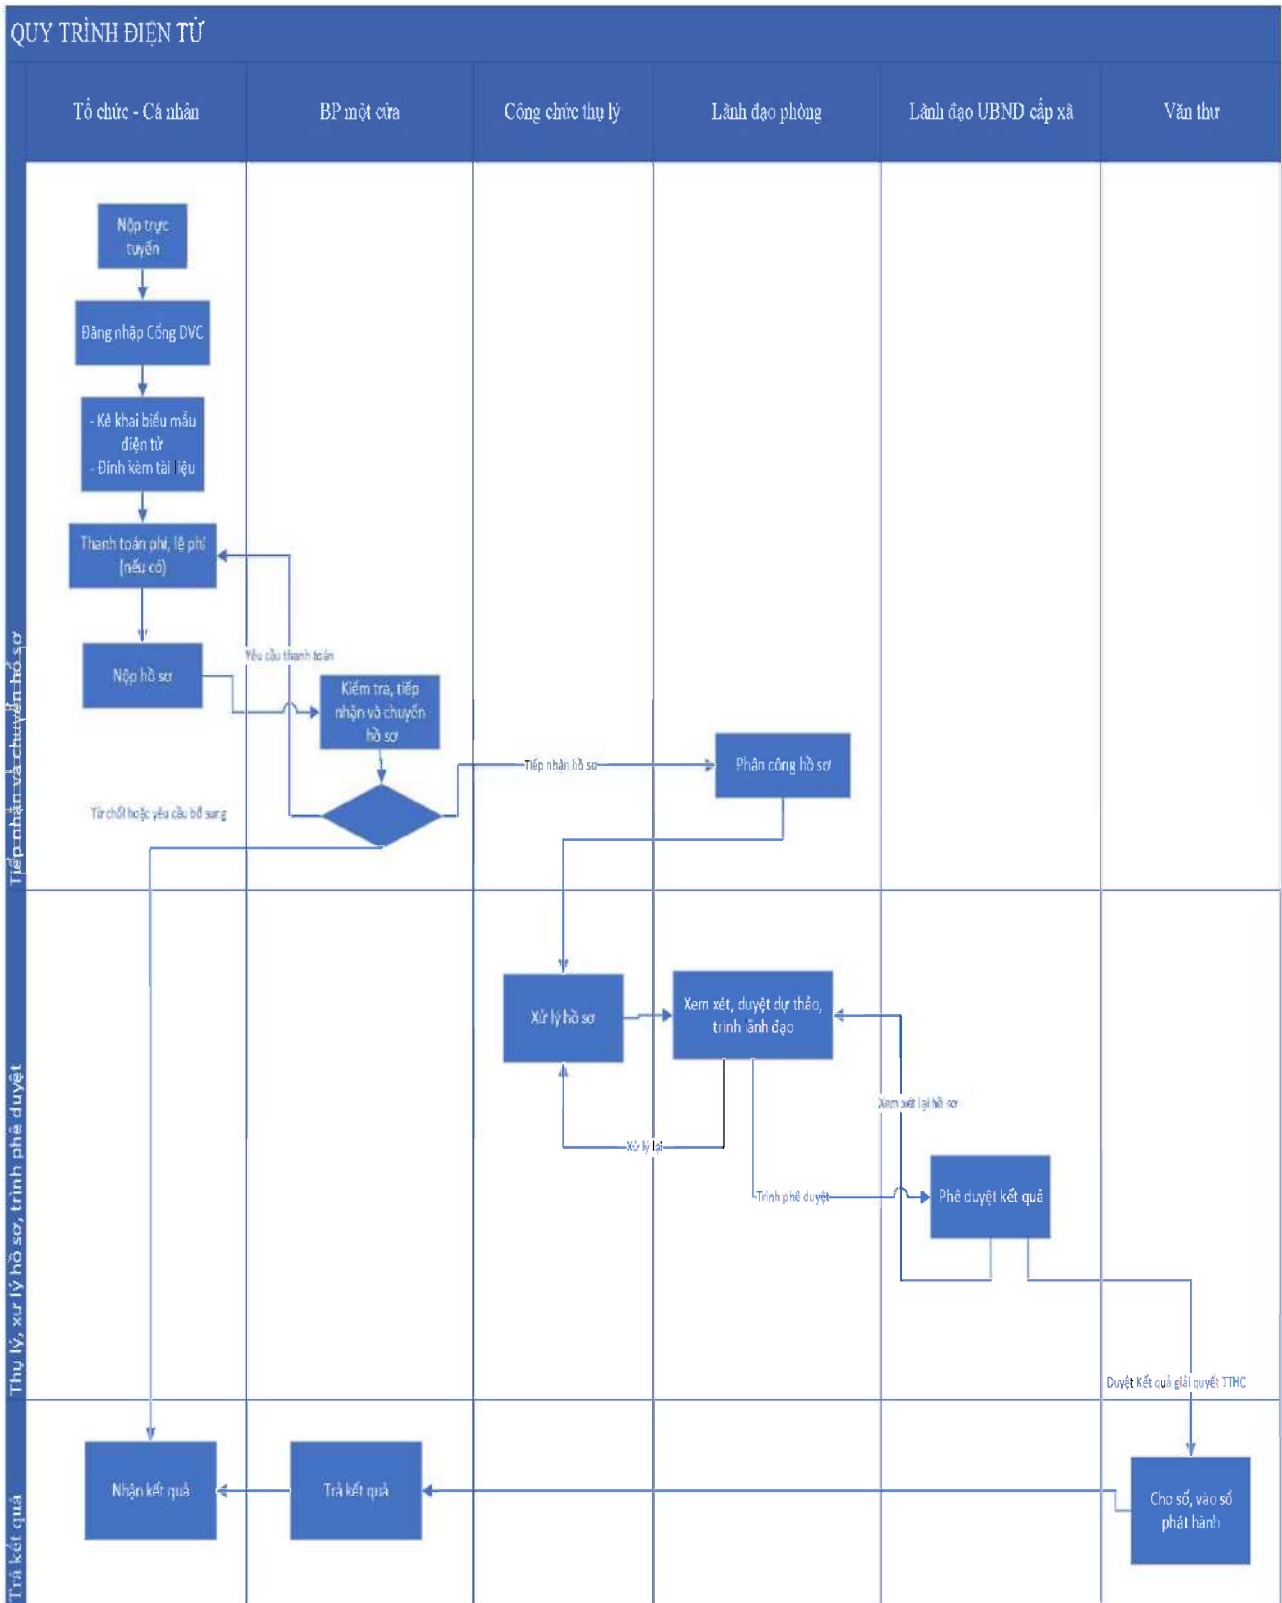 QUY TRÌNH ĐIỆN TỬ
Tổ chức - Cá nhân
BP một cửa
Công chức thụ lý
Lãnh đạo phòng
Lãnh đạo UBND cấp xã
Văn thư
Tiếp nhận và chuyển hồ sơ
Nộp trực
tuyến
Đăng nhập Cổng DVC
- Kê khai biểu mẫu
điện tử
- Đính kèm tài liệu
Thanh toán phí, lệ phí
(nếu có)
Yêu cầu thanh toán
Nộp hồ sơ
Kiểm tra, tiếp
nhận và chuyển
hồ sơ
Tiếp nhận hồ sơ
Phân công hồ sơ
Từ chối hoặc yêu cầu bổ sung
Thụ lý, xử lý hồ sơ, trình phê duyệt
Xử lý hồ sơ
Xem xét, duyệt dự thảo,
trình lãnh đạo
Xem xét lại hồ sơ
Xử lý lại
Trình phê duyệt
Phê duyệt kết quả
Duyệt Kết quả giải quyết TTHC
Trả kết quả
Nhận kết quả
Trả kết quả
Cho số, vào sổ
phát hành